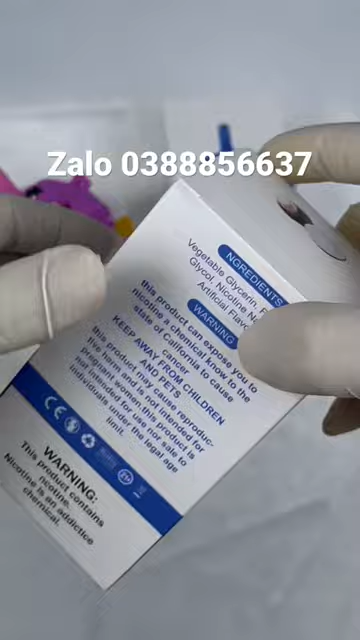 Zalo 0388856637
NGREDIENTS
Vegetable Glycerin,
Glycol, Nicotine,
Artificial
WARNING
this product can expose you to
nicotine a chemical know to the
state of California to cause
cancer
KEEP AWAY FROM CHILDREN
AND PETS
this product may cause reproduc-
tive harm and is not intended for
pregnant women this product is
not intended for use nor sale to
individuals under the legal age
limit.
CE
21+
WARNING:
This product contains
nicotine.
Nicotine is an addictive
chemical.